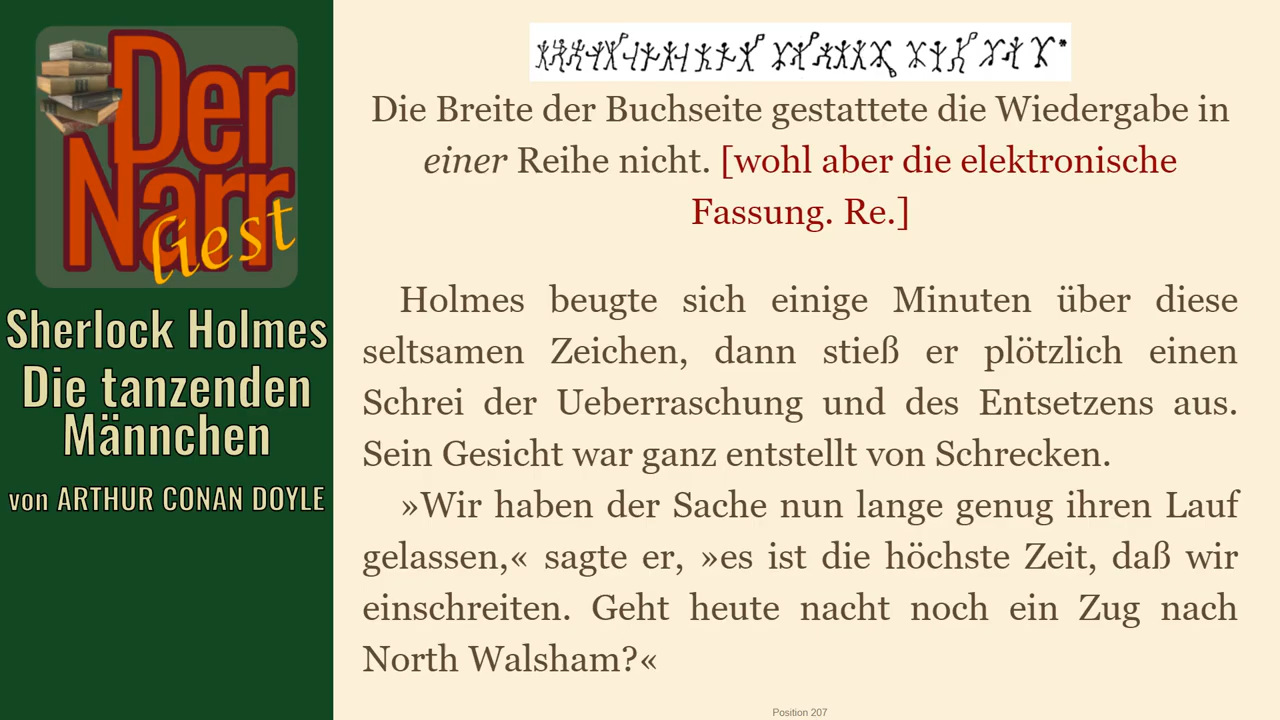 Der
Narr
liest
Sherlock Holmes
Die tanzenden
Männchen
von ARTHUR CONAN DOYLE
Die Breite der Buchseite gestattete die Wiedergabe in
einer Reihe nicht. [wohl aber die elektronische
Fassung. Re.]
Holmes beugte sich einige Minuten über diese
seltsamen Zeichen, dann stieß er plötzlich einen
Schrei der Ueberraschung und des Entsetzens aus.
Sein Gesicht war ganz entstellt von Schrecken.
»Wir haben der Sache nun lange genug ihren Lauf
gelassen,« sagte er, »es ist die höchste Zeit, daß wir
einschreiten. Geht heute nacht noch ein Zug nach
North Walsham?«
Position 207